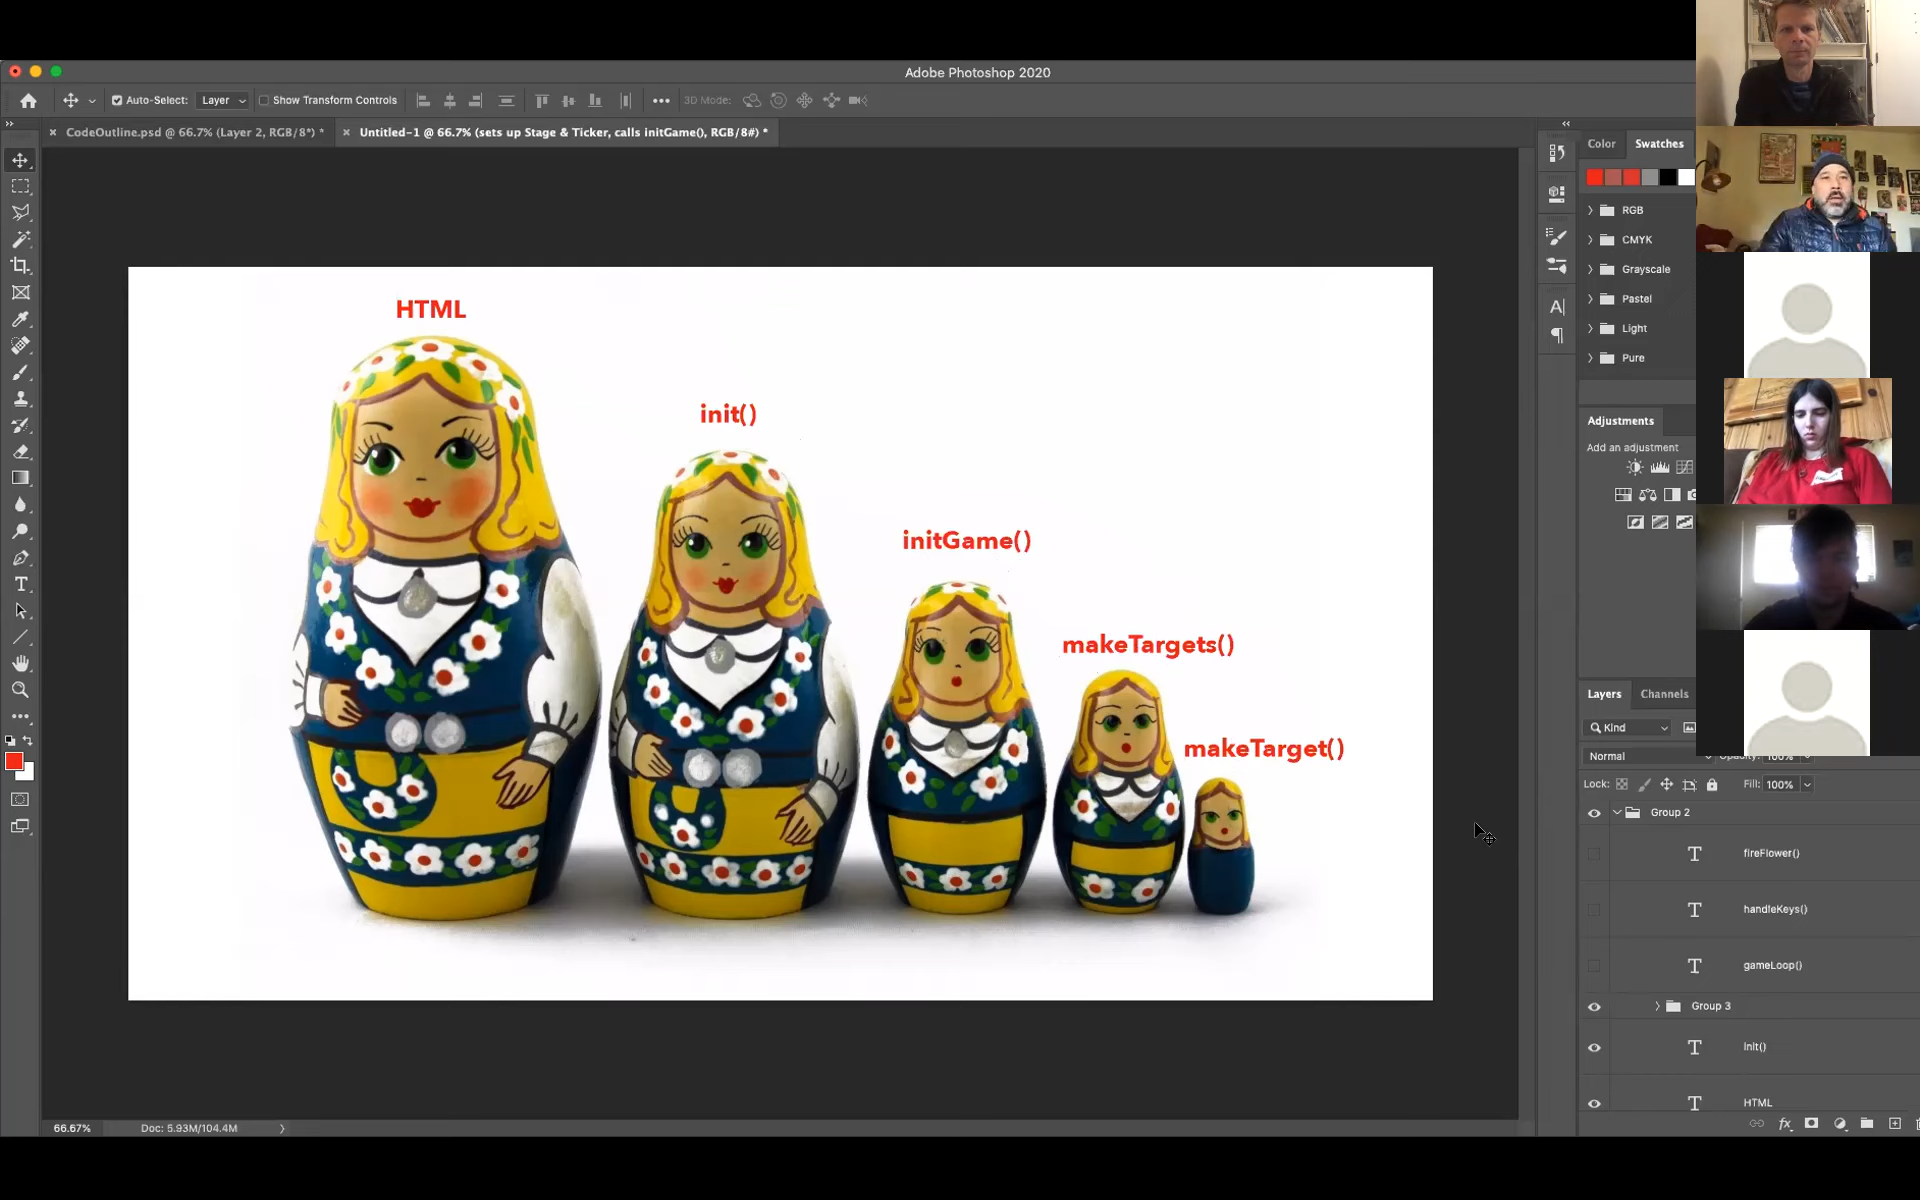 Adobe Photoshop 2020
Auto-Select: Layer Show Transform Controls 3D Mode:
CodeOutline.psd @ 66.7% (Layer 2, RGB/8*) *
Untitled-1 @ 66.7% (sets up Stage & Ticker, calls initGame(), RGB/8#) *
HTML
init()
initGame()
makeTargets()
makeTarget()
66.67%
Doc: 5.93M/104.4M
Color Swatches
RGB
CMYK
Grayscale
Pastel
Light
Pure
Adjustments
Add an adjustment
Layers Channels
Kind
Normal Opacity: 100%
Lock: Fill: 100%
Group 2
fireFlower()
handleKeys()
gameLoop()
Group 3
init()
HTML